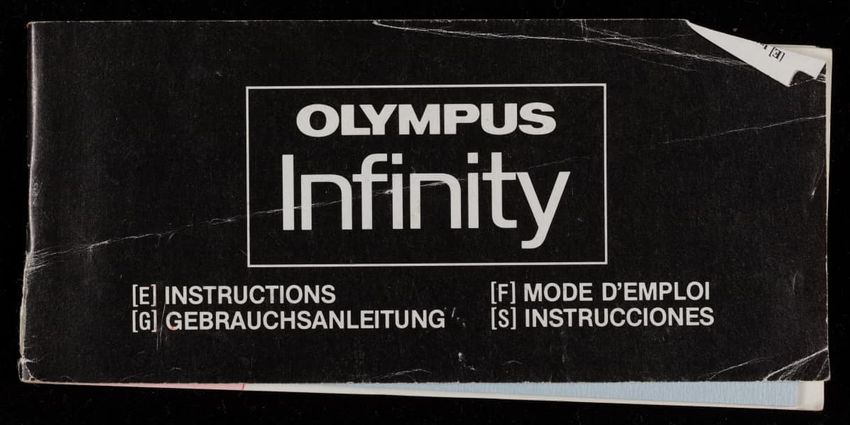 OLYMPUS
Infinity
[E] INSTRUCTIONS
[G] GEBRAUCHSANLEITUNG
[F] MODE D'EMPLOI
[S] INSTRUCCIONES
[E]